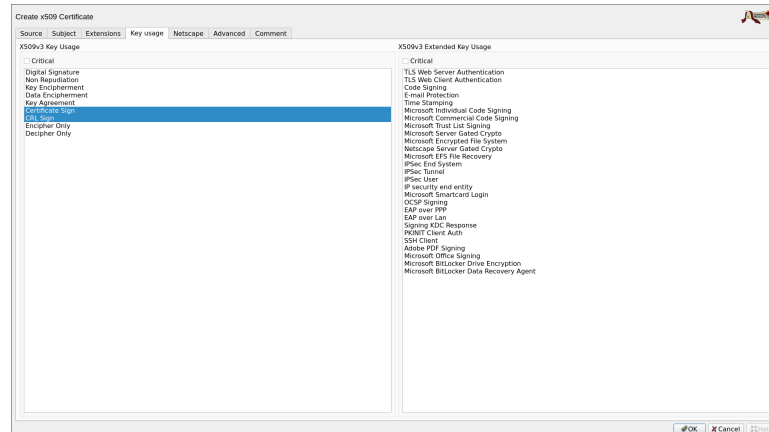 Create x509 Certificate
Source Subject Extensions Key usage Netscape Advanced Comment
X509v3 Key Usage
Critical
Digital Signature
Non Repudiation
Key Encipherment
Data Encipherment
Key Agreement
Certificate Sign
CRL Sign
Encipher Only
Decipher Only
X509v3 Extended Key Usage
Critical
TLS Web Server Authentication
TLS Web Client Authentication
Code Signing
E-mail Protection
Time Stamping
Microsoft Individual Code Signing
Microsoft Commercial Code Signing
Microsoft Trust List Signing
Microsoft Server Gated Crypto
Microsoft Encrypted File System
Netscape Server Gated Crypto
Microsoft EFS File Recovery
IPSec End System
IPSec Tunnel
IPSec User
IP security end entity
Microsoft Smartcard Login
OCSP Signing
EAP over PPP
EAP over Lan
Signing KDC Response
PKINIT Client Auth
SSH Client
Adobe PDF Signing
Microsoft Office Signing
Microsoft BitLocker Drive Encryption
Microsoft BitLocker Data Recovery Agent
OK Cancel